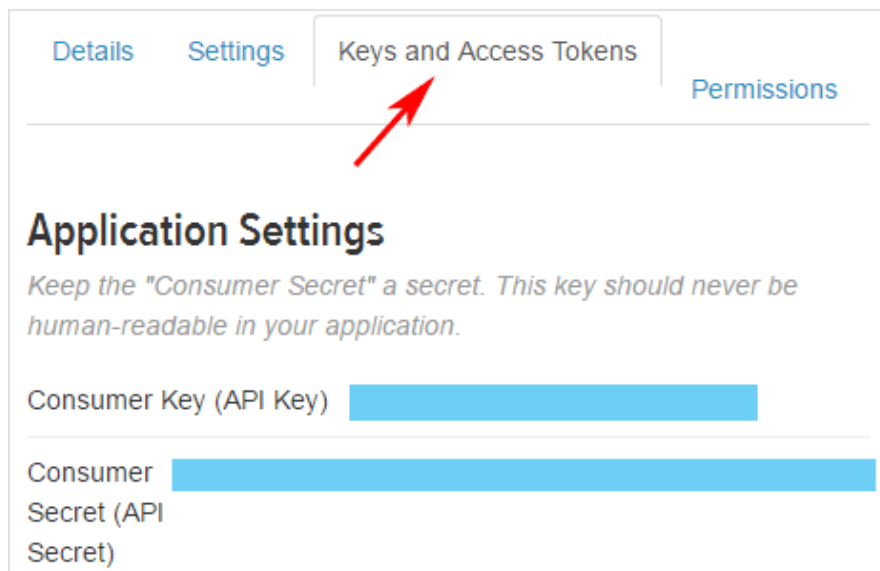 Details Settings Keys and Access Tokens
Permissions
Application Settings
Keep the "Consumer Secret" a secret. This key should never be
human-readable in your application.
Consumer Key (API Key)
Consumer
Secret (API
Secret)